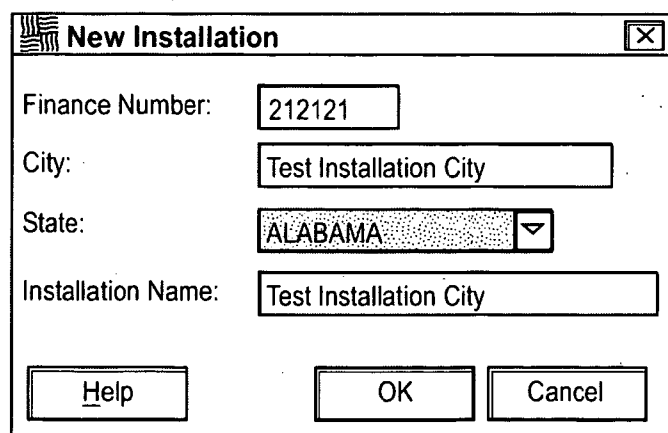 New Installation
Finance Number: 212121
City: Test Installation City
State: ALABAMA
Installation Name: Test Installation City
Help OK Cancel